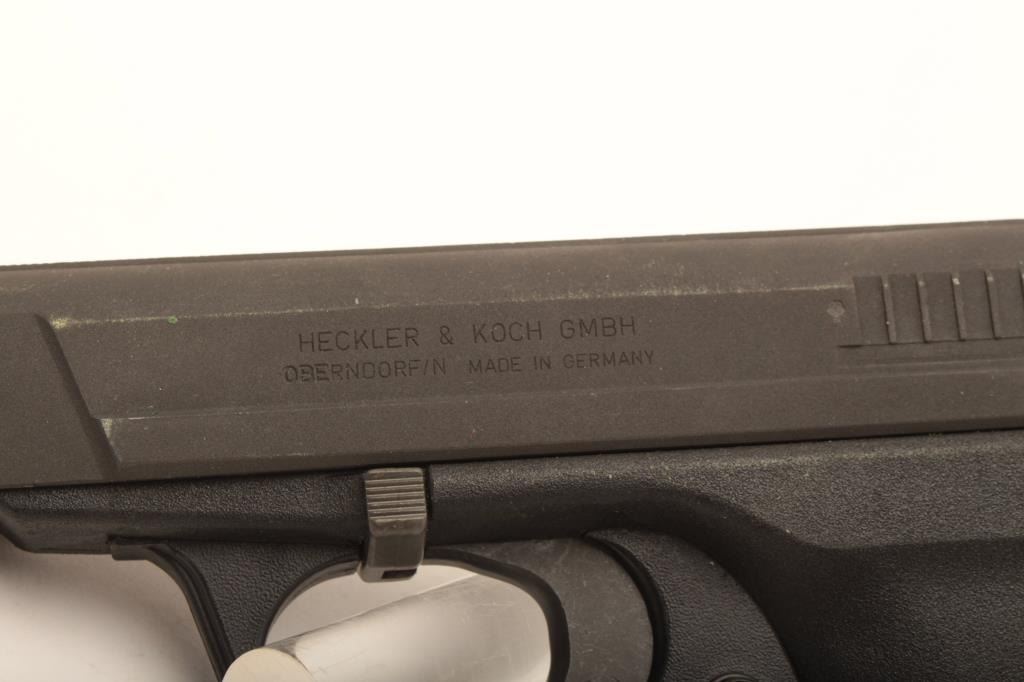 HECKLER & KOCH GMBH
OBERNDORF/N MADE IN GERMANY